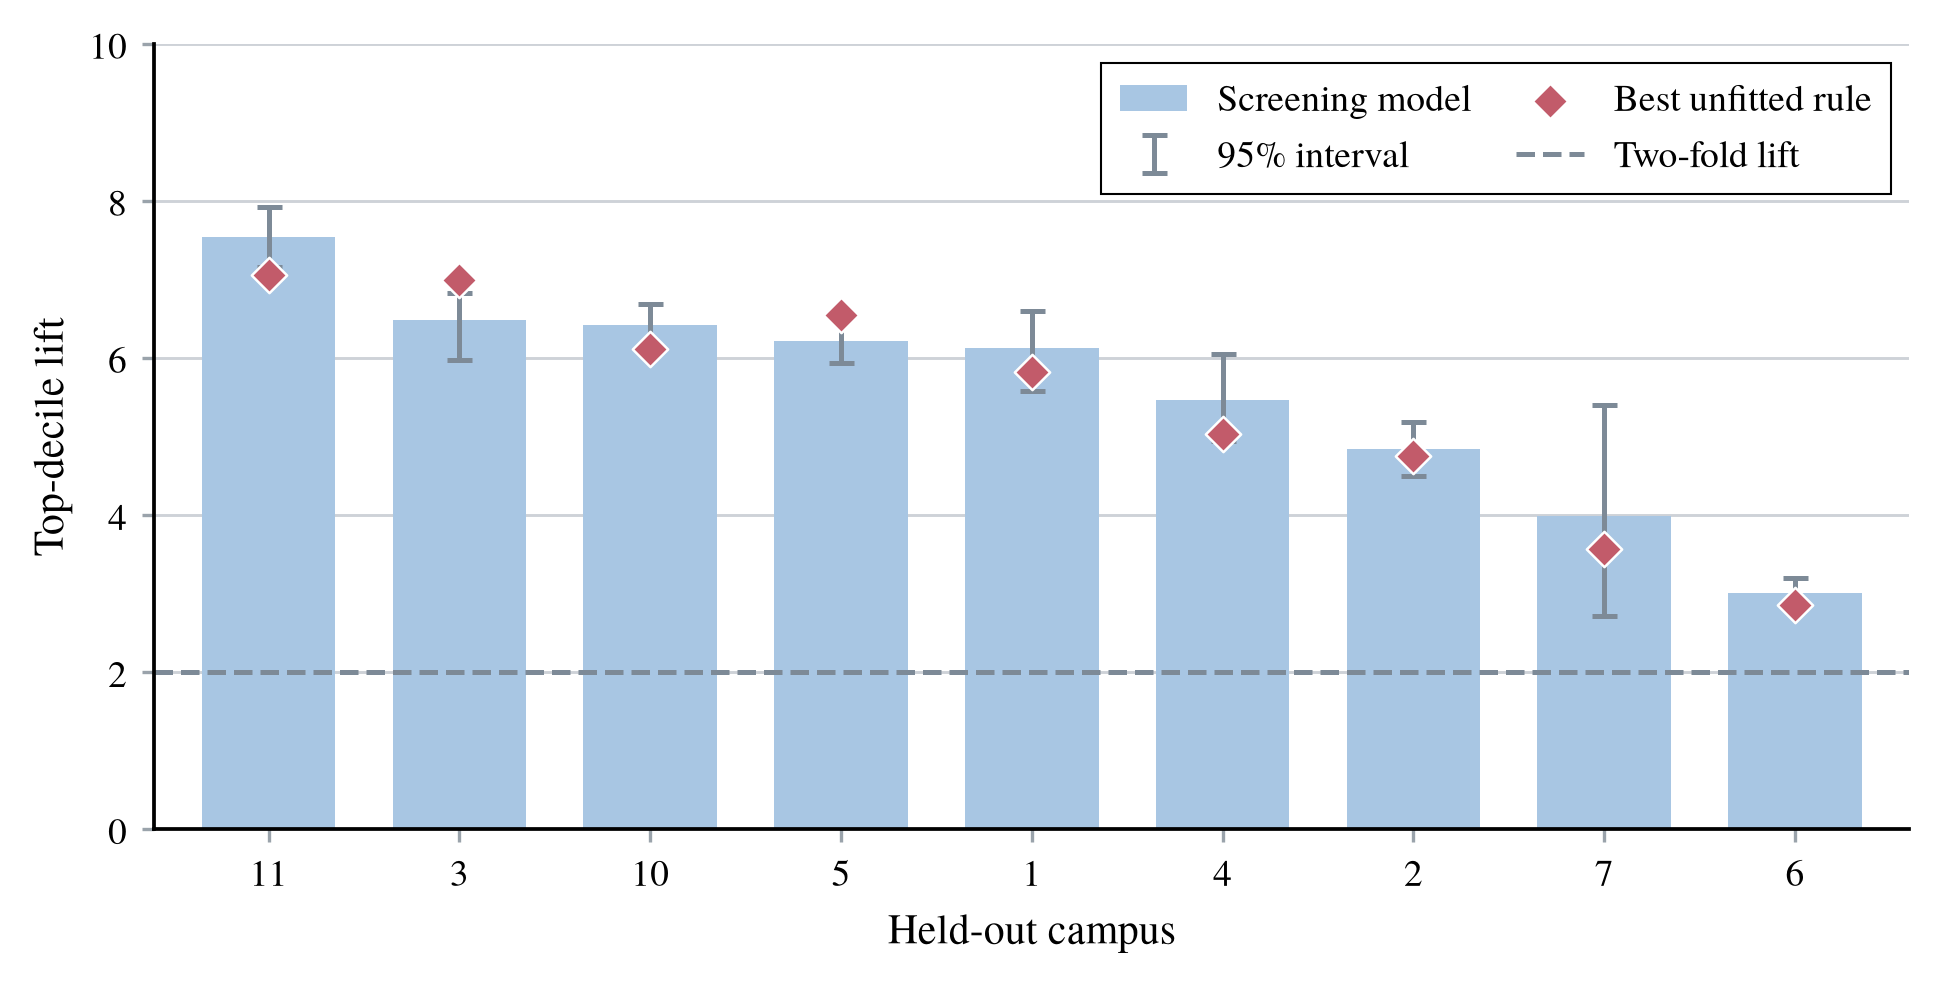 10
8
6
4
2
0
Top-decile lift
Screening model
95% interval
Best unfitted rule
Two-fold lift
11 3 10 5 1 4 2 7 6
Held-out campus